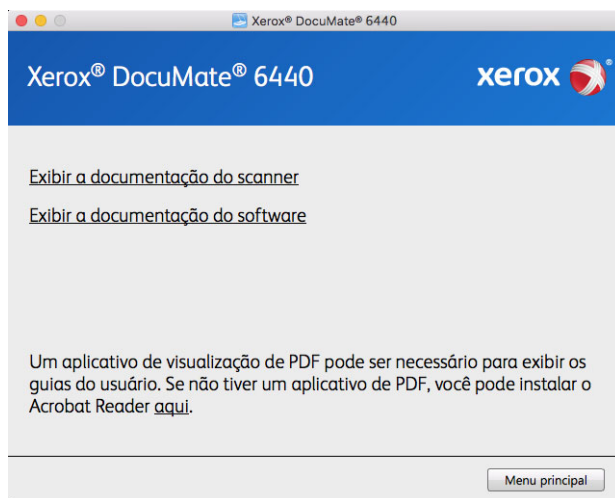 Xerox® DocuMate® 6440
Xerox® DocuMate® 6440
xerox ®
Exibir a documentação do scanner
Exibir a documentação do software
Um aplicativo de visualização de PDF pode ser necessário para exibir os
guias do usuário. Se não tiver um aplicativo de PDF, você pode instalar o
Acrobat Reader aqui.
Menu principal